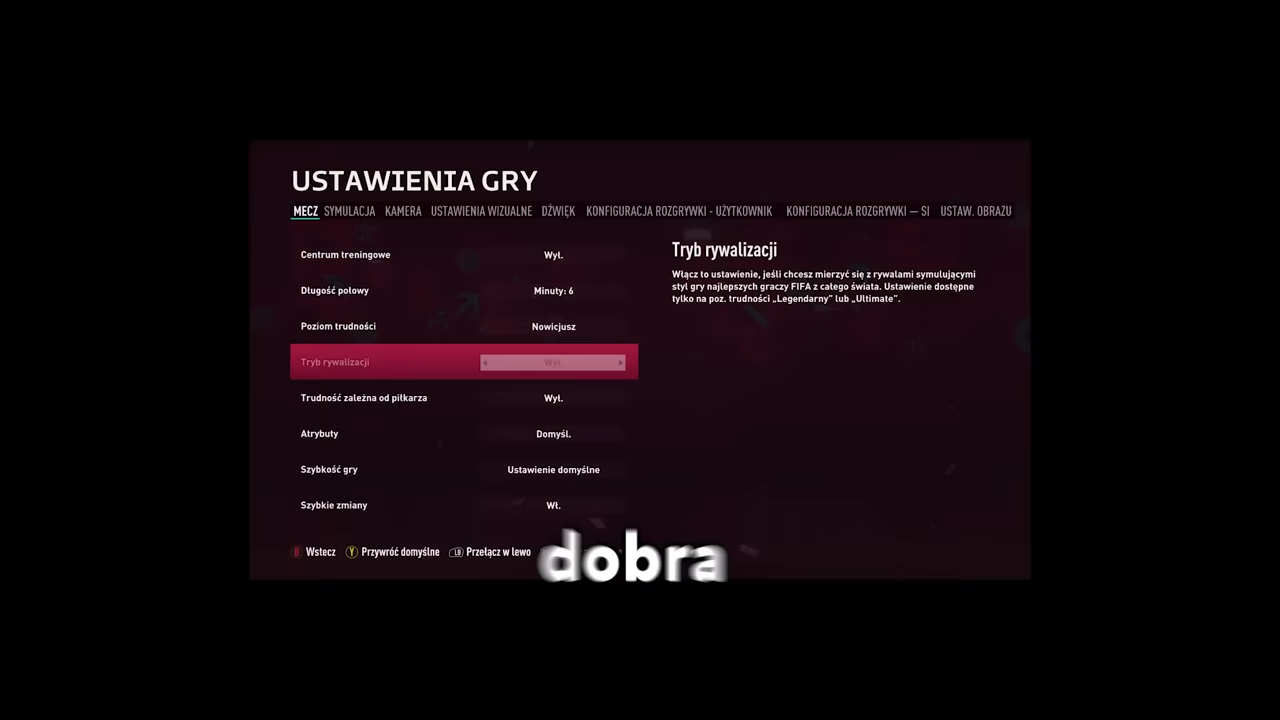 USTAWIENIA GRY
MECZ SYMULACJA KAMERA USTAWIENIA WIZUALNE DŹWIĘK KONFIGURACJA ROZGRYWKI - UŻYTKOWNIK KONFIGURACJA ROZGRYWKI — SI USTAW. OBRAZU
Centrum treningowe Wył.
Długość połowy Minuty: 6
Poziom trudności Nowicjusz
Tryb rywalizacji Wył.
Trudność zależna od piłkarza Wył.
Atrybuty Domyśl.
Szybkość gry Ustawienie domyślne
Szybkie zmiany Wł.
Tryb rywalizacji
Włącz to ustawienie, jeśli chcesz mierzyć się z rywalami symulującymi
styl gry najlepszych graczy FIFA z całego świata. Ustawienie dostępne
tylko na poz. trudności „Legendarny” lub „Ultimate”.
B Wstecz Y Przywróć domyślne LB Przełącz w lewo
dobra